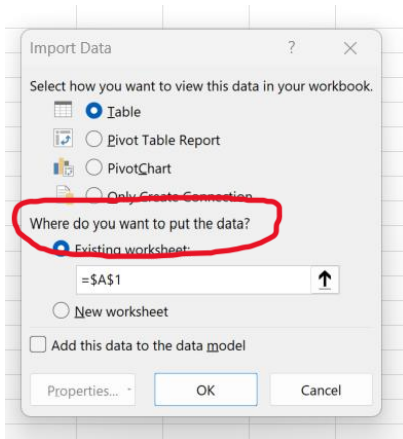 Import Data ?
Select how you want to view this data in your workbook.
Table
Pivot Table Report
PivotChart
Only Create Connection
Where do you want to put the data?
Existing worksheet:
=$A$1
New worksheet
Add this data to the data model
Properties... OK Cancel